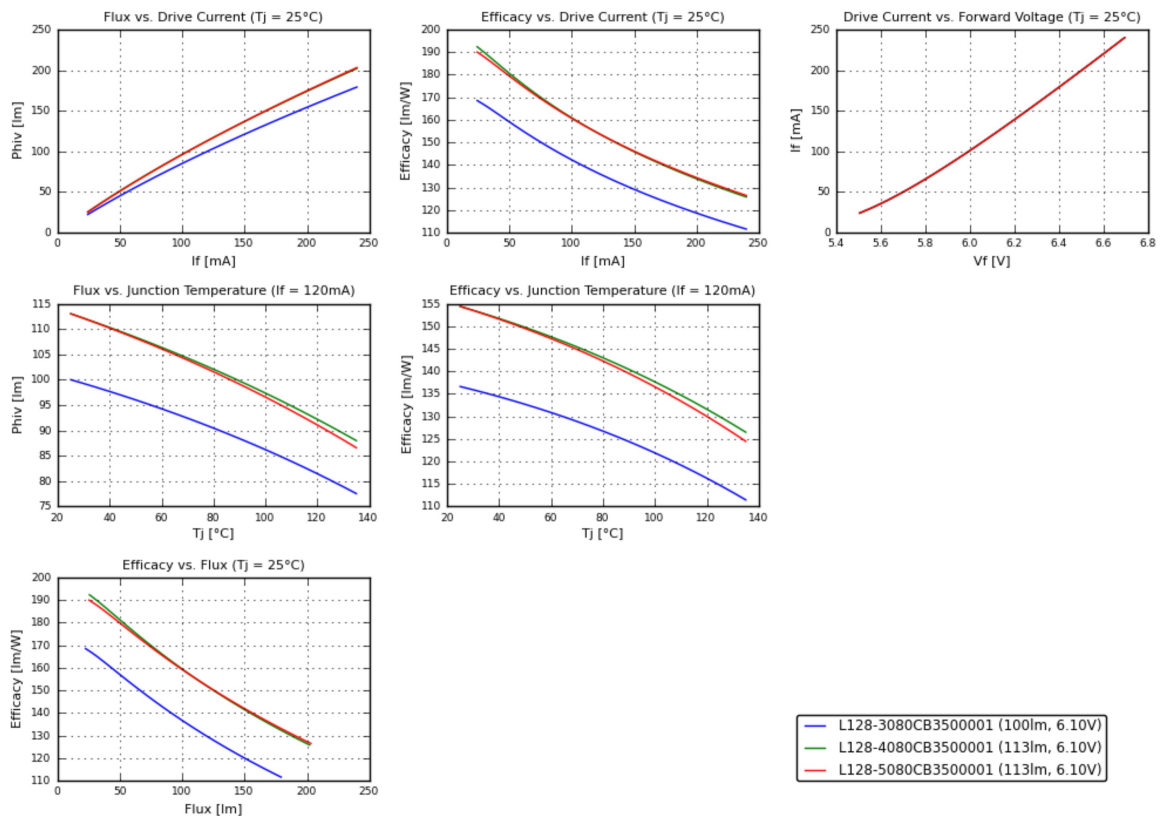 Flux vs. Drive Current (Tj = 25°C)
250
200
150
100
50
0
Phiv [lm]
0 50 100 150 200 250
If [mA]
Efficacy vs. Drive Current (Tj = 25°C)
200
190
180
170
160
150
140
130
120
110
Efficacy [lm/W]
0 50 100 150 200 250
If [mA]
Drive Current vs. Forward Voltage (Tj = 25°C)
250
200
150
100
50
0
If [mA]
5.4 5.6 5.8 6.0 6.2 6.4 6.6 6.8
Vf [V]
Flux vs. Junction Temperature (If = 120mA)
115
110
105
100
95
90
85
80
75
Phiv [lm]
20 40 60 80 100 120 140
Tj [°C]
Efficacy vs. Junction Temperature (If = 120mA)
155
150
145
140
135
130
125
120
115
110
Efficacy [lm/W]
20 40 60 80 100 120 140
Tj [°C]
Efficacy vs. Flux (Tj = 25°C)
200
190
180
170
160
150
140
130
120
110
Efficacy [lm/W]
0 50 100 150 200 250
Flux [lm]
L128-3080CB3500001 (100lm, 6.10V)
L128-4080CB3500001 (113lm, 6.10V)
L128-5080CB3500001 (113lm, 6.10V)